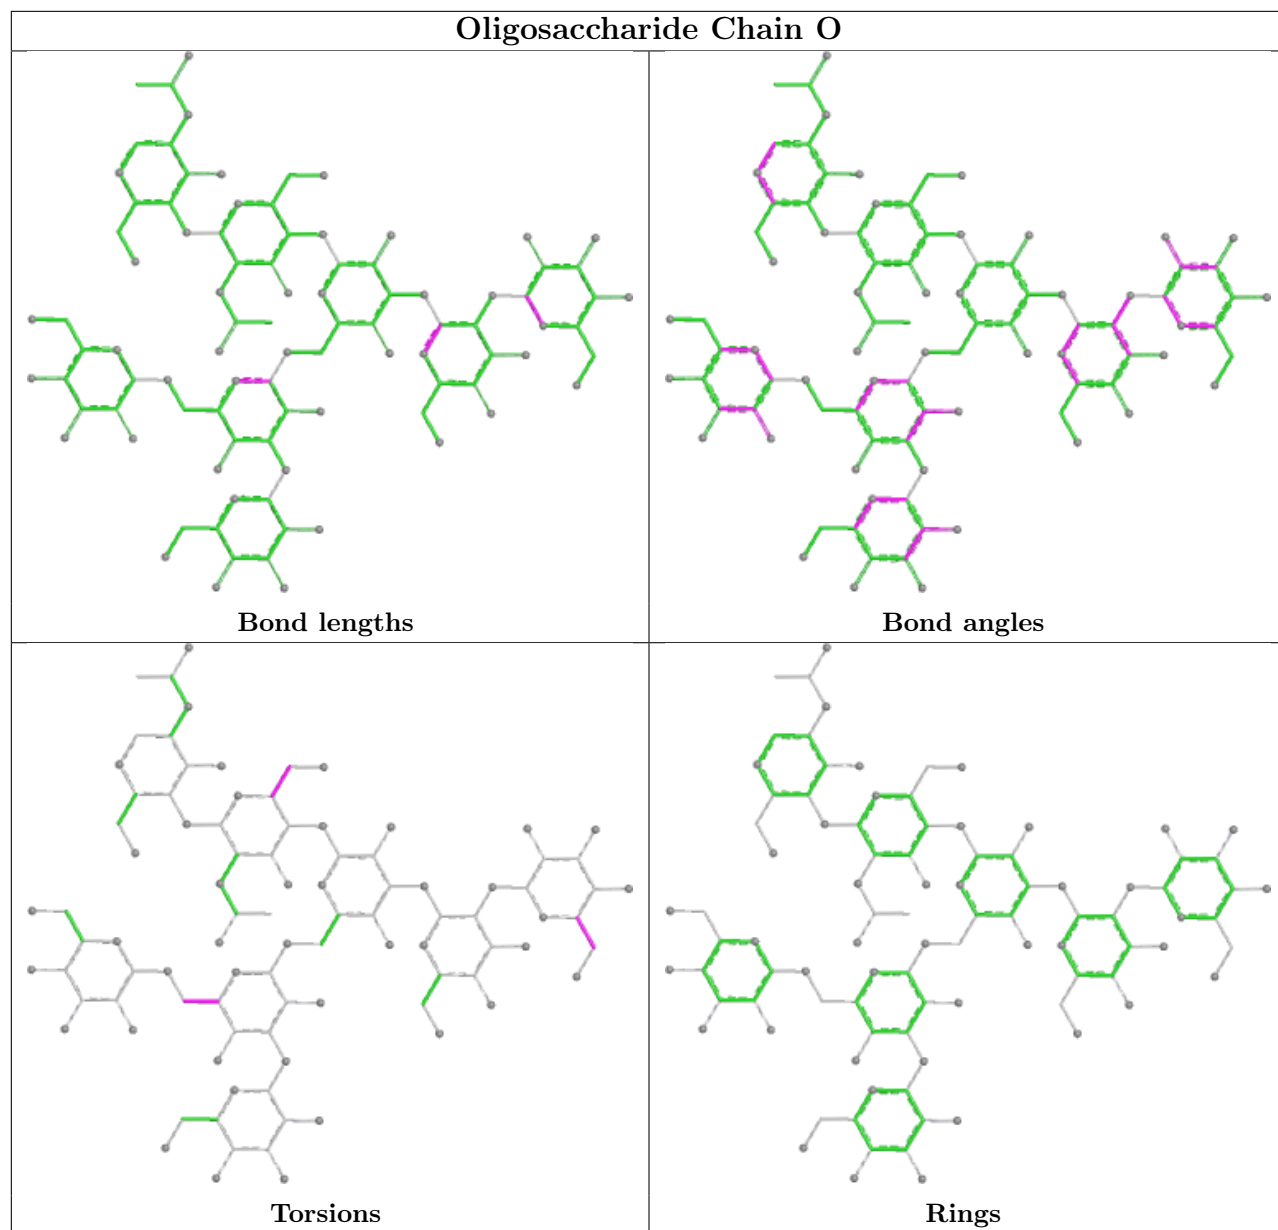 Oligosaccharide Chain O
Bond lengths
Bond angles
Torsions
Rings